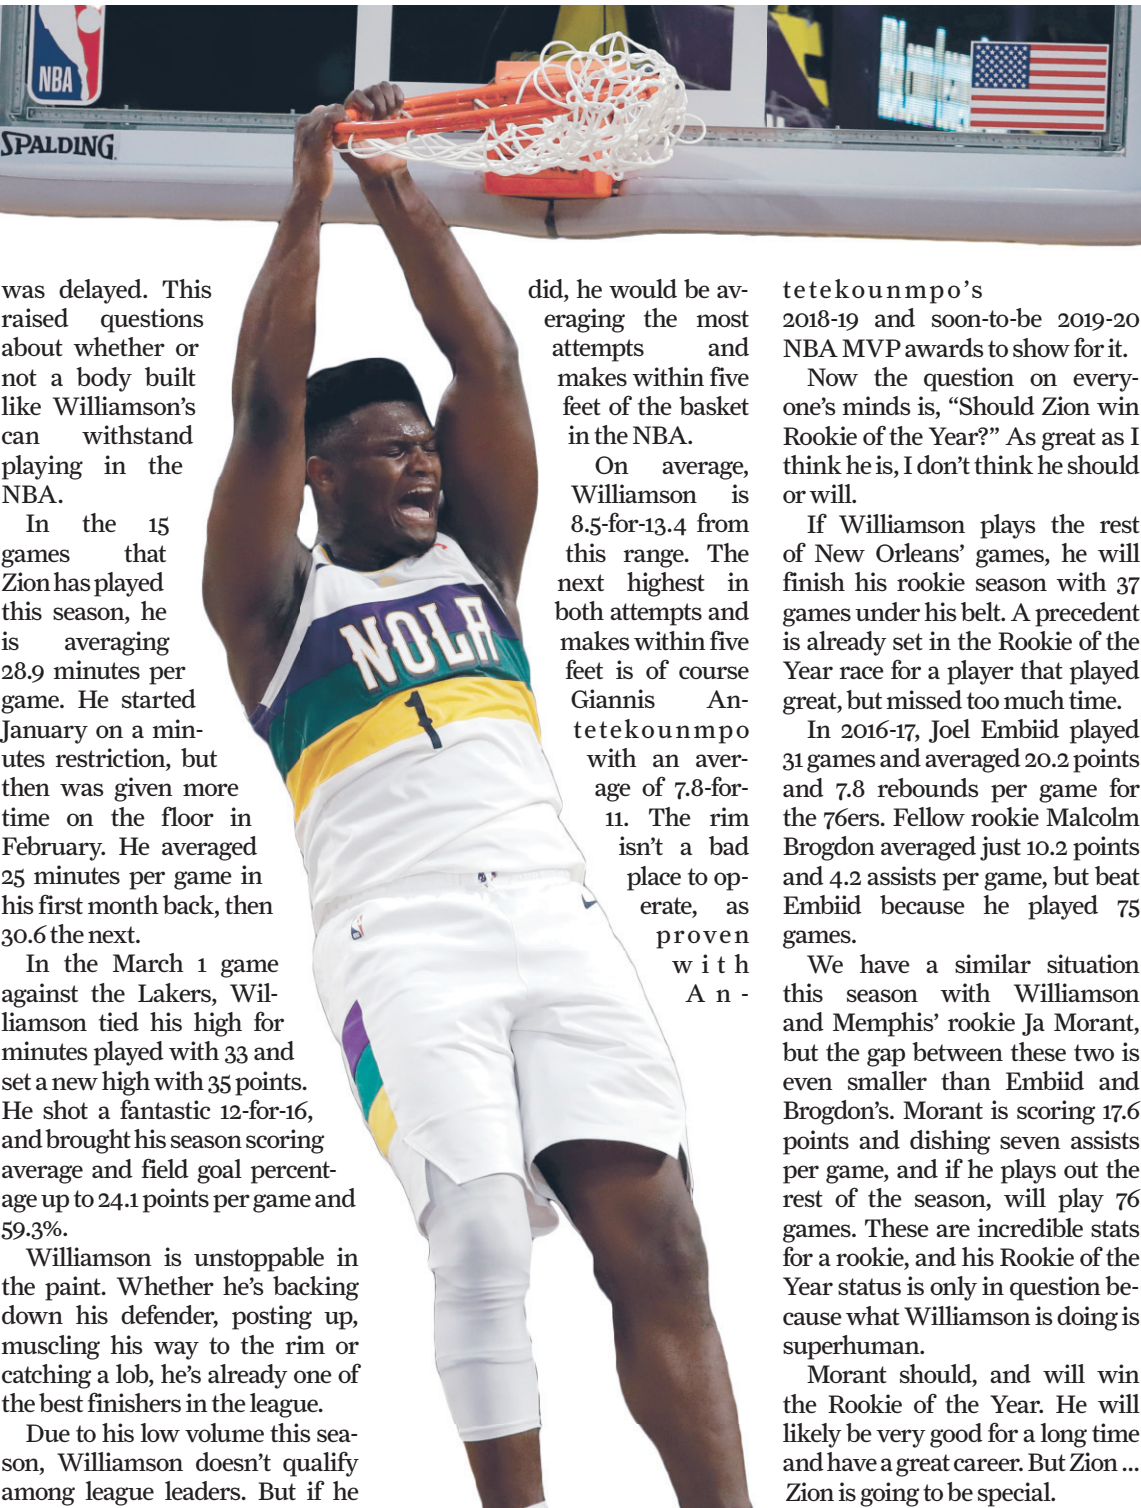 NBA
SPALDING
was delayed. This
raised questions
about whether or
not a body built
like Williamson's
can withstand
playing in the
NBA.
In the 15
games that
Zion has played
this season, he
is averaging
28.9 minutes per
game. He started
January on a min-
utes restriction, but
then was given more
time on the floor in
February. He averaged
25 minutes per game in
his first month back, then
30.6 the next.
In the March 1 game
against the Lakers, Wil-
liamson tied his high for
minutes played with 33 and
set a new high with 35 points.
He shot a fantastic 12-for-16,
and brought his season scoring
average and field goal percent-
age up to 24.1 points per game and
59.3%.
Williamson is unstoppable in
the paint. Whether he's backing
down his defender, posting up,
muscling his way to the rim or
catching a lob, he's already one of
the best finishers in the league.
Due to his low volume this sea-
son, Williamson doesn't qualify
among league leaders. But if he
NOLA
1
did, he would be av-
eraging the most
attempts and
makes within five
feet of the basket
in the NBA.
On average,
Williamson is
8.5-for-13.4 from
this range. The
next highest in
both attempts and
makes within five
feet is of course
Giannis An-
tetekounmpo
with an aver-
age of 7.8-for-
11. The rim
isn't a bad
place to op-
erate, as
proven
with
An-
tetekounmpo's
2018-19 and soon-to-be 2019-20
NBA MVP awards to show for it.
Now the question on every-
one's minds is, "Should Zion win
Rookie of the Year?" As great as I
think he is, I don't think he should
or will.
If Williamson plays the rest
of New Orleans' games, he will
finish his rookie season with 37
games under his belt. A precedent
is already set in the Rookie of the
Year race for a player that played
great, but missed too much time.
In 2016-17, Joel Embiid played
31 games and averaged 20.2 points
and 7.8 rebounds per game for
the 76ers. Fellow rookie Malcolm
Brogdon averaged just 10.2 points
and 4.2 assists per game, but beat
Embiid because he played 75
games.
We have a similar situation
this season with Williamson
and Memphis' rookie Ja Morant,
but the gap between these two is
even smaller than Embiid and
Brogdon's. Morant is scoring 17.6
points and dishing seven assists
per game, and if he plays out the
rest of the season, will play 76
games. These are incredible stats
for a rookie, and his Rookie of the
Year status is only in question be-
cause what Williamson is doing is
superhuman.
Morant should, and will win
the Rookie of the Year. He will
likely be very good for a long time
and have a great career. But Zion ...
Zion is going to be special.